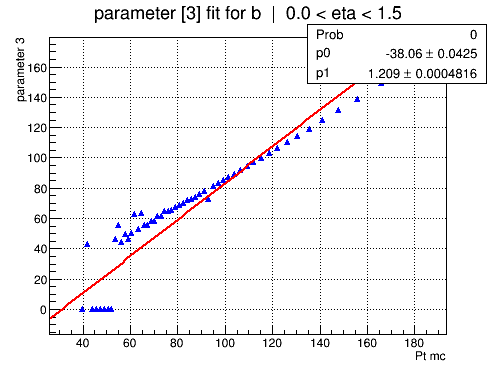 parameter [3] fit for b | 0.0 < eta < 1.5
Prob 0
p0 -38.06 ± 0.0425
p1 1.209 ± 0.0004816
parameter 3
160
140
120
100
80
60
40
20
0
40 60 80 100 120 140 160 180
Pt mc